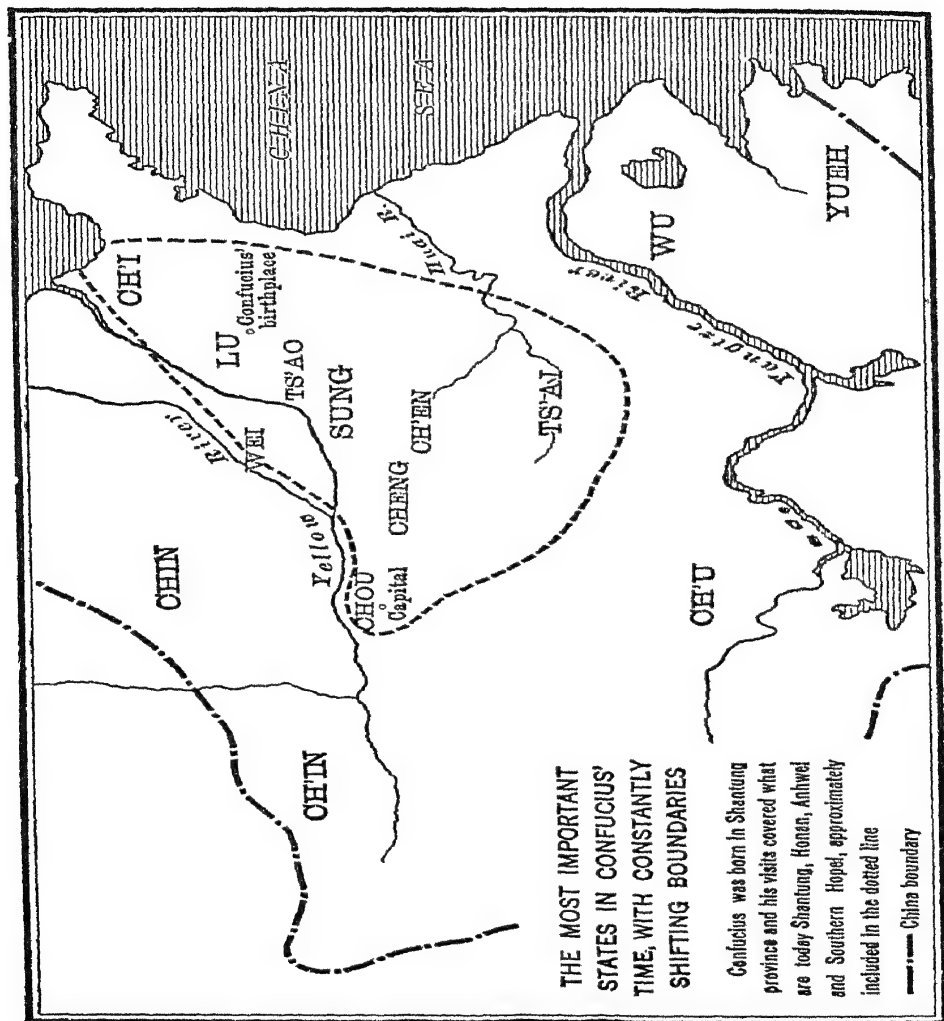 CHINA SEA
CH'I
LU
Confucius'
birthplace
TS'AO
SUNG
WEI
Yellow River
CHIN
CH'IN
CHOU
Capital
CHENG
CH'EN
TS'AI
Huai R.
Yangtze River
WU
YUEH
CH'U
THE MOST IMPORTANT
STATES IN CONFUCIUS'
TIME, WITH CONSTANTLY
SHIFTING BOUNDARIES
Confucius was born in Shantung
province and his visits covered what
are today Shantung, Honan, Anhwei
and Southern Hopei, approximately
included in the dotted line
China boundary